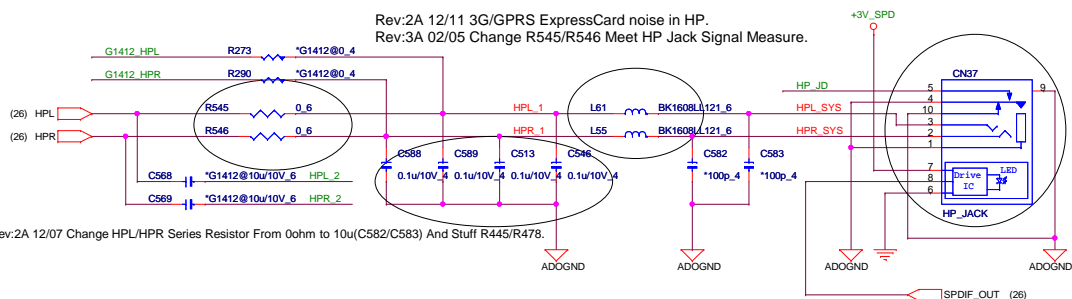 Rev:2A 12/11 3G/GPRS ExpressCard noise in HP.
Rev:3A 02/05 Change R545/R546 Meet HP Jack Signal Measure.
+3V_SPD
G1412_HPL R273 *G1412@0_4
G1412_HPR R290 *G1412@0_4
CN37
HP_JD 5 9
4
(26) HPL R545 0_6 HPL_1 L61 BK1608LL121_6 HPL_SYS 10
3
(26) HPR R546 0_6 HPR_1 L55 BK1608LL121_6 HPR_SYS 2
1
C588 C589 C513 C546 C582 C583
0.1u/10V_4 0.1u/10V_4 0.1u/10V_4 0.1u/10V_4 *100p_4 *100p_4
7 LED
C568 *G1412@10u/10V_6 HPL_2 8 Drive
6 IC
C569 *G1412@10u/10V_6 HPR_2
HP_JACK
ev:2A 12/07 Change HPL/HPR Series Resistor From 0ohm to 10u(C582/C583) And Stuff R445/R478.
ADOGND ADOGND ADOGND ADOGND
SPDIF_OUT (26)